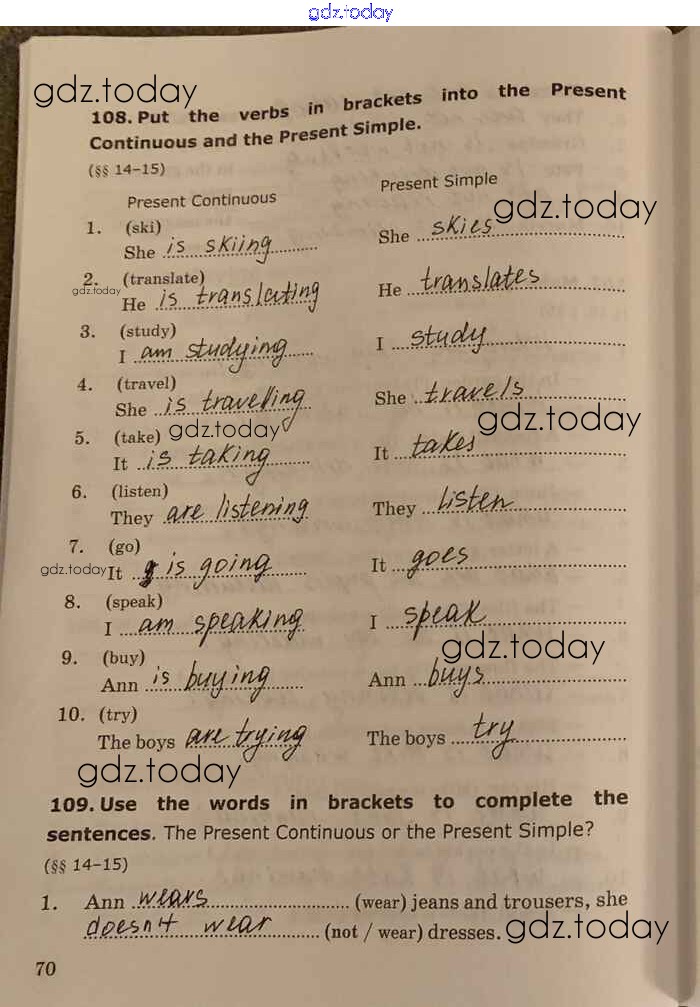 gdz.today
gdz.today
108. Put the verbs in brackets into the Present
Continuous and the Present Simple.
(§§ 14–15)
Present Continuous Present Simple
gdz.today
1. (ski)
She is skiing She skies
2. (translate)
gdz.today
He is translating He translates
3. (study)
I am studying I study
4. (travel)
She is travelling She travels
gdz.today
5. (take) gdz.today
It is taking It takes
6. (listen)
They are listening They listen
7. (go)
gdz.today It is going It goes
8. (speak)
I am speaking I speak
gdz.today
9. (buy)
Ann is buying Ann buys
10. (try)
The boys are trying The boys try
gdz.today
109. Use the words in brackets to complete the
sentences. The Present Continuous or the Present Simple?
(§§ 14–15)
1. Ann wears (wear) jeans and trousers, she
doesn't wear (not / wear) dresses. gdz.today
70